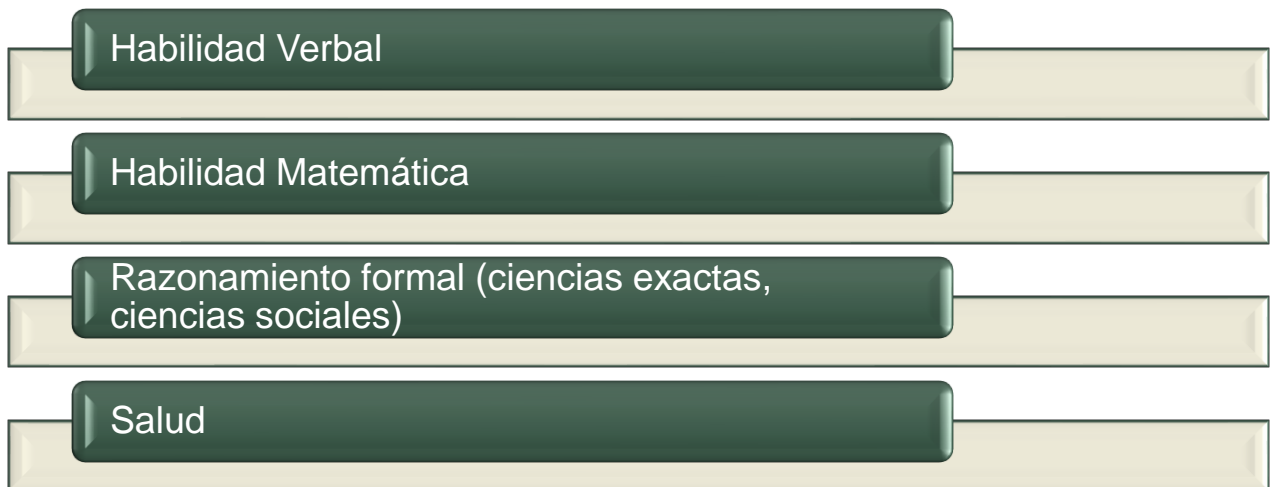 Habilidad Verbal
Habilidad Matemática
Razonamiento formal (ciencias exactas,
ciencias sociales)
Salud